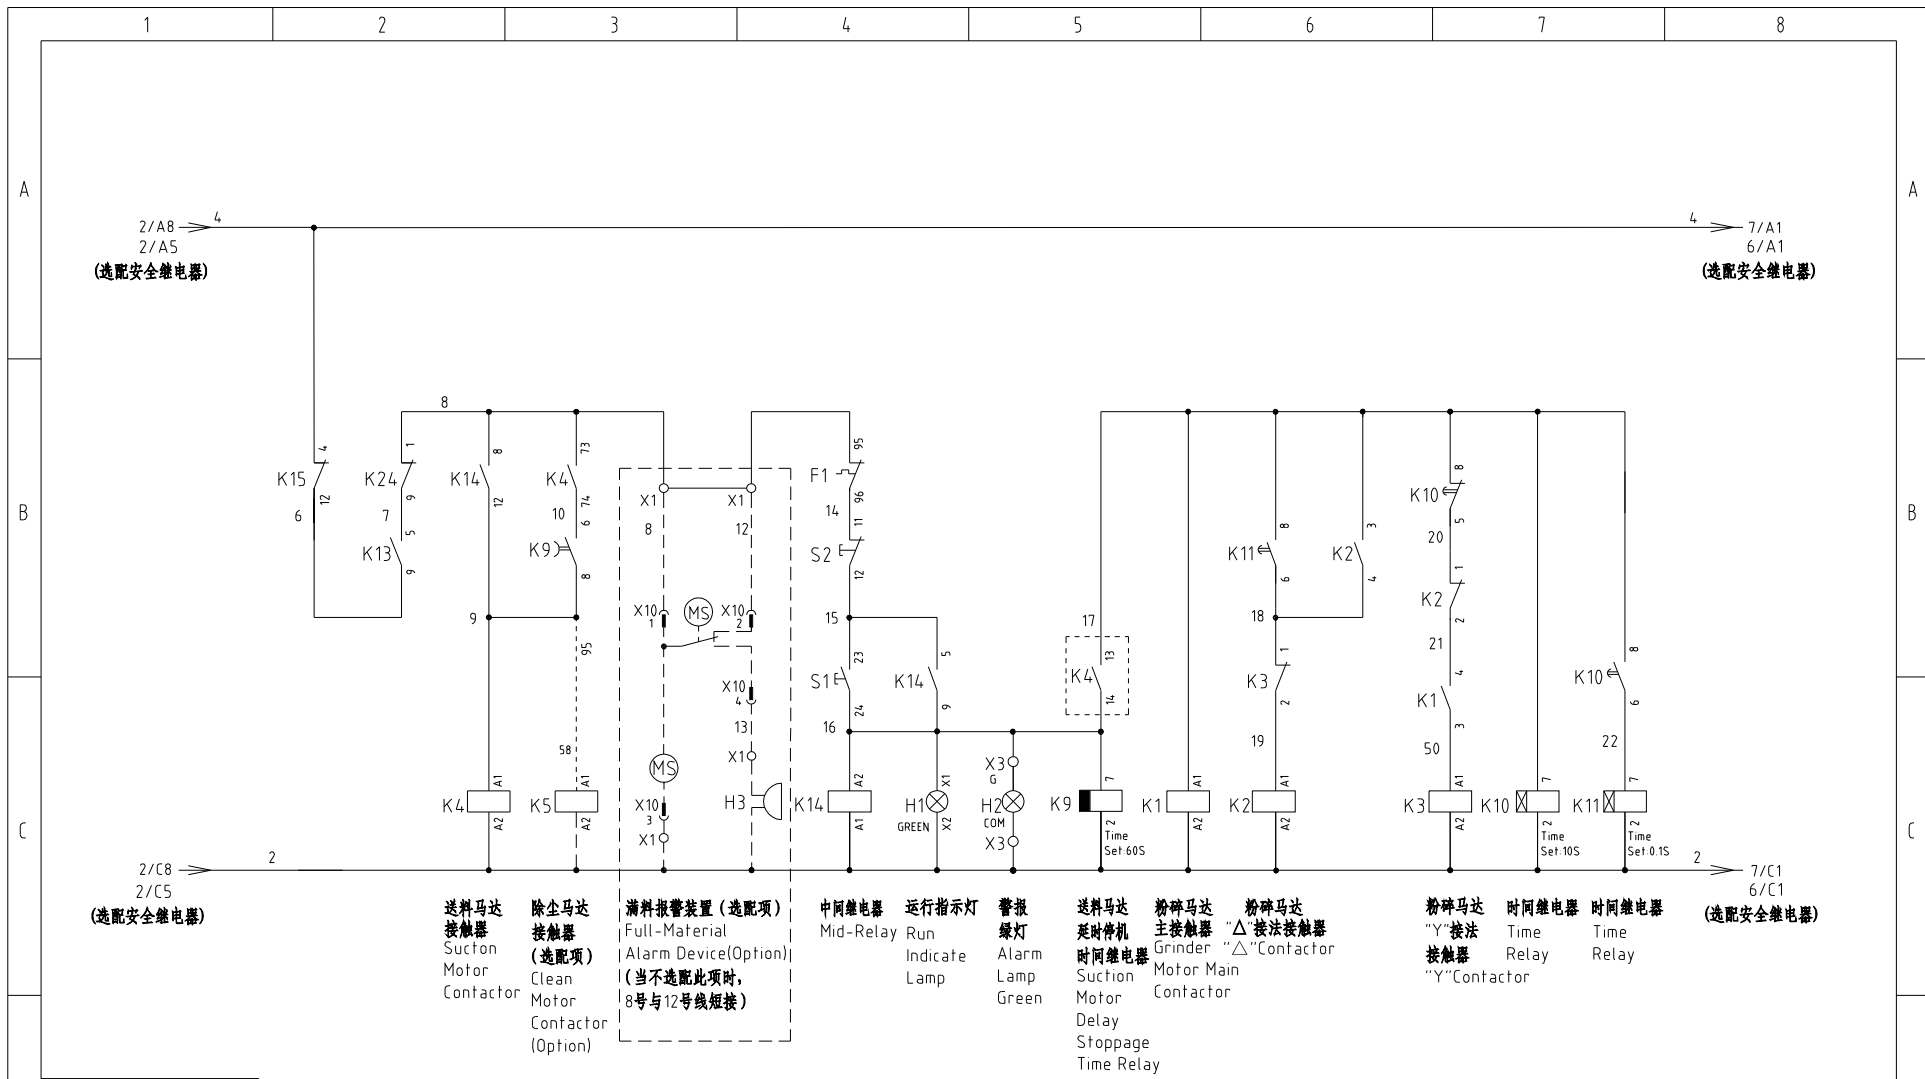 1 2 3 4 5 6 7 8
A A
4 4
2/A8 7/A1
2/A5 6/A1
(选配安全继电器) (选配安全继电器)
8
K15 4 12
6
K24 1 9
7
K13 5 9
K14 8 12
K4 73 74
10
K9 6 8
9
95
58
X1 X1
8 12
X10 1
MS
X10 2
X10 4
13
X1
MS
X10 3
X1
H3
F1 95 96
14
S2 11 12
15
S1 23 24
K14 5 9
16
17
K4 13 14
X3
G
K11 8 6
K2 3 4
18
K3 1 2
19
K10 8 5
20
K2 1 2
21
K1 4 3
50
K10 8 6
22
B B
K4 A1 A2
K5 A1 A2
K14 A2 A1
H1 X1 X2
GREEN
H2
COM
X3
K9 7 2
Time
Set:60S
K1 A1 A2
K2 A1 A2
K3 A1 A2
K10 7 2
Time
Set:10S
K11 7 2
Time
Set:0.1S
C C
2 2
2/C8 7/C1
2/C5 6/C1
(选配安全继电器) (选配安全继电器)
送料马达
接触器
Sucton
Motor
Contactor
除尘马达
接触器
(选配项)
Clean
Motor
Contactor
(Option)
满料报警装置(选配项)
Full-Material
Alarm Device(Option)
(当不选配此项时,
8号与12号线短接)
中间继电器
Mid-Relay
运行指示灯
Run
Indicate
Lamp
警报
绿灯
Alarm
Lamp
Green
送料马达
延时停机
时间继电器
Suction
Motor
Delay
Stoppage
Time Relay
粉碎马达
主接触器
Grinder
Motor Main
Contactor
粉碎马达
"△"接法接触器
"△"Contactor
粉碎马达
"Y"接法
接触器
"Y"Contactor
时间继电器
Time
Relay
时间继电器
Time
Relay